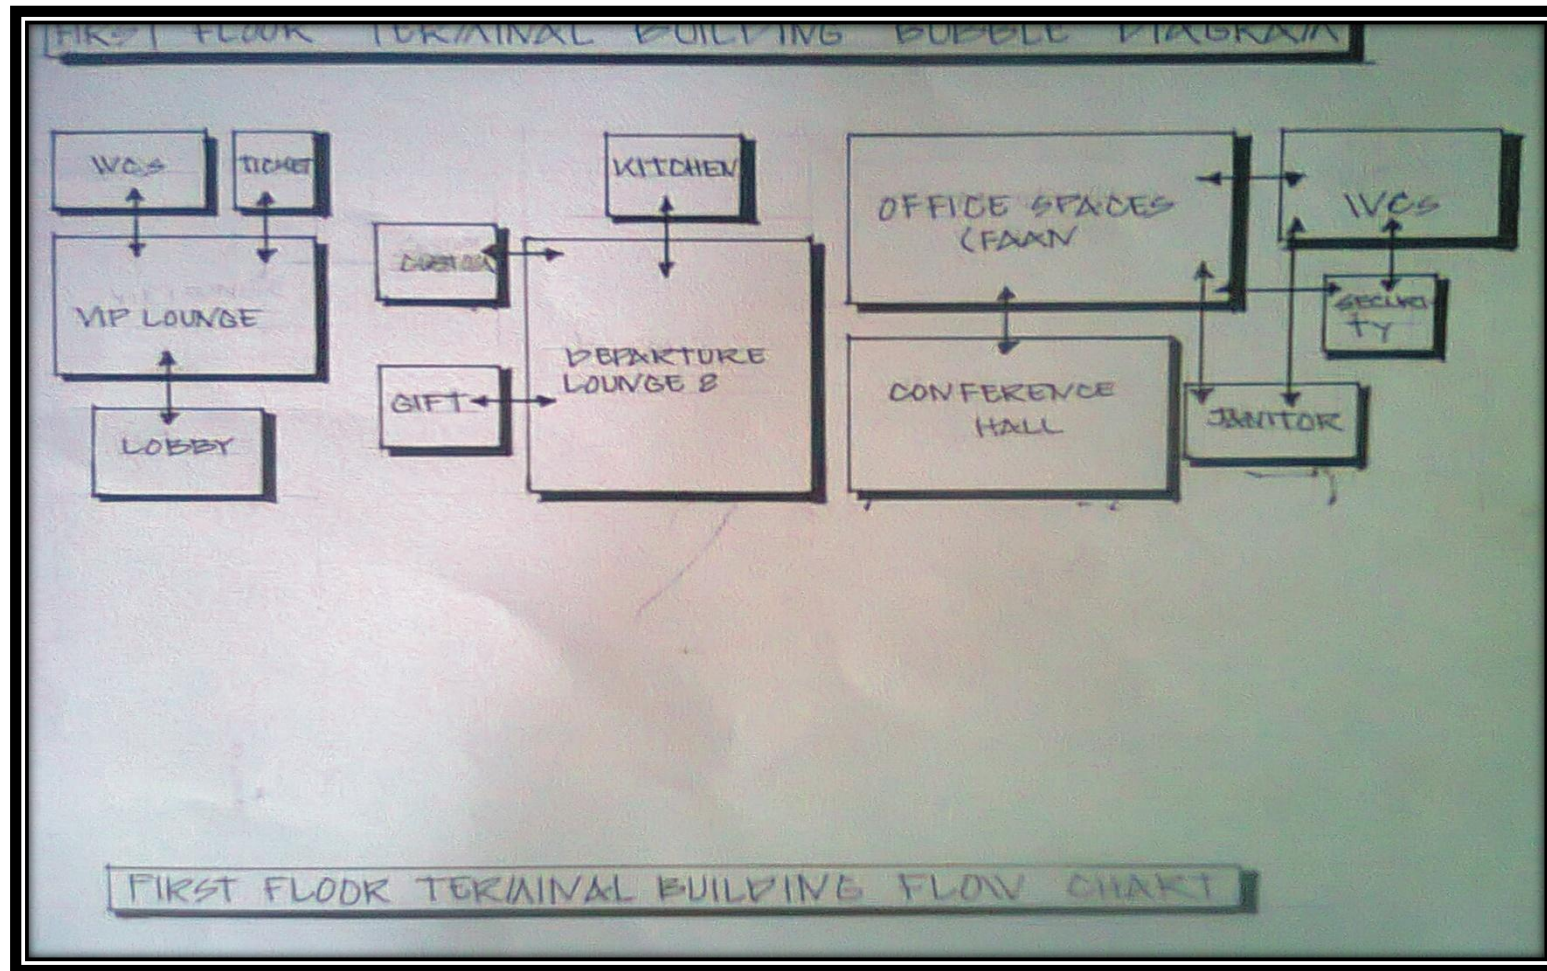 FIRST FLOOR TERMINAL BUILDING BUBBLE DIAGRAM
WCS
TICKET
KITCHEN
OFFICE SPACES
(FAAN
WCS
VIP LOUNGE
SECURI-
TY
DEPARTURE
LOUNGE 2
GIFT
CONFERENCE
HALL
JANITOR
LOBBY
FIRST FLOOR TERMINAL BUILDING FLOW CHART